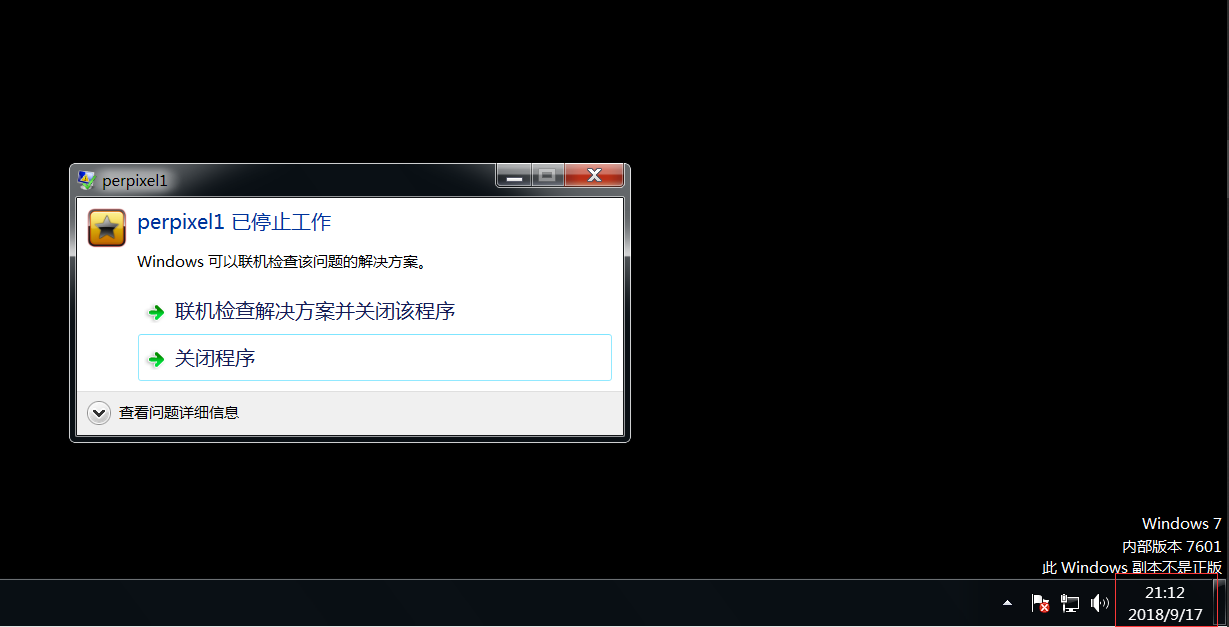 perpixel1
perpixel1 已停止工作
Windows 可以联机检查该问题的解决方案。
联机检查解决方案并关闭该程序
关闭程序
查看问题详细信息
Windows 7
内部版本 7601
此 Windows 副本不是正版
21:12
2018/9/17